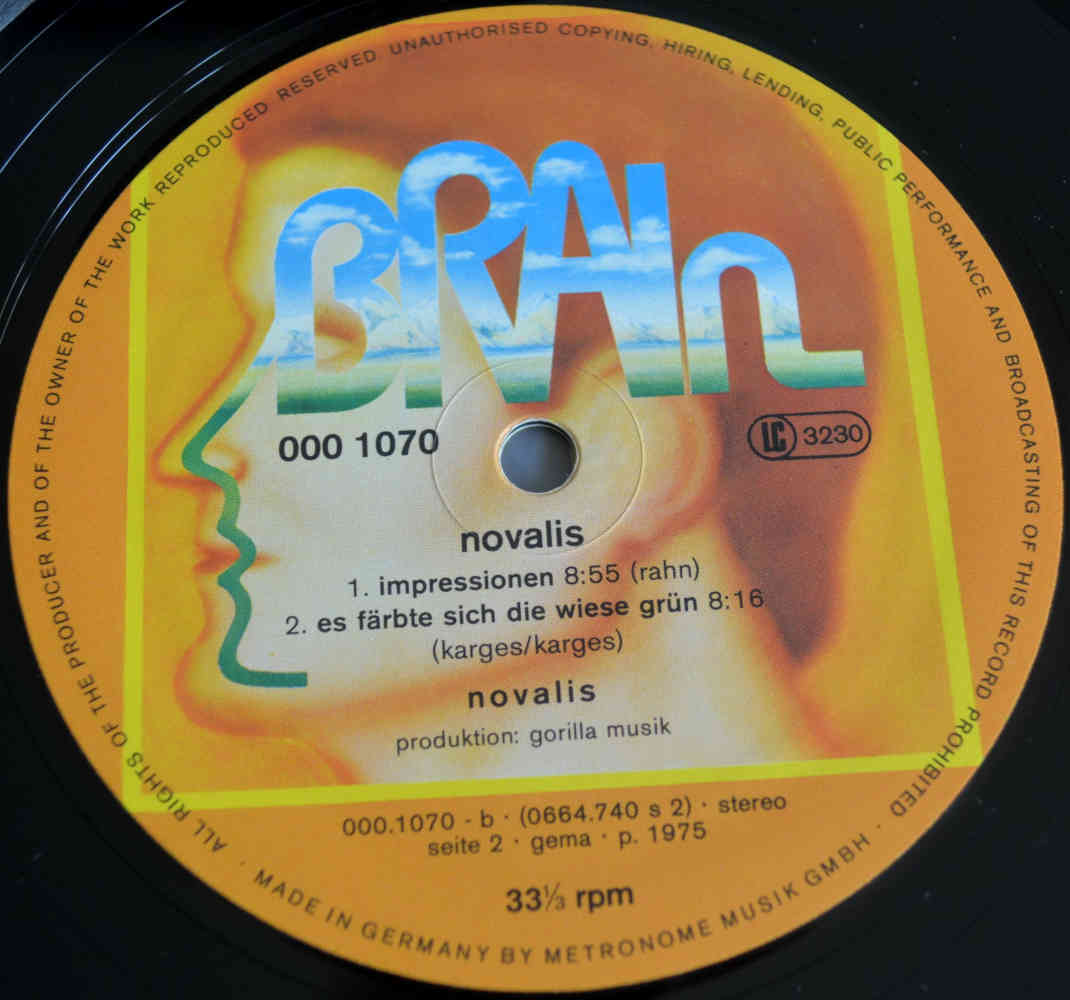 BRAIN
000 1070
LC 3230
novalis
1. impressionen 8:55 (rahn)
2. es färbte sich die wiese grün 8:16
(karges/karges)
novalis
produktion: gorilla musik
000.1070 - b · (0664.740 s 2) · stereo
seite 2 · gema · p. 1975
33⅓ rpm
ALL RIGHTS OF THE PRODUCER AND OF THE OWNER OF THE WORK REPRODUCED RESERVED. UNAUTHORISED COPYING, HIRING, LENDING, PUBLIC PERFORMANCE AND BROADCASTING OF THIS RECORD PROHIBITED ·
MADE IN GERMANY BY METRONOME MUSIK GMBH ·